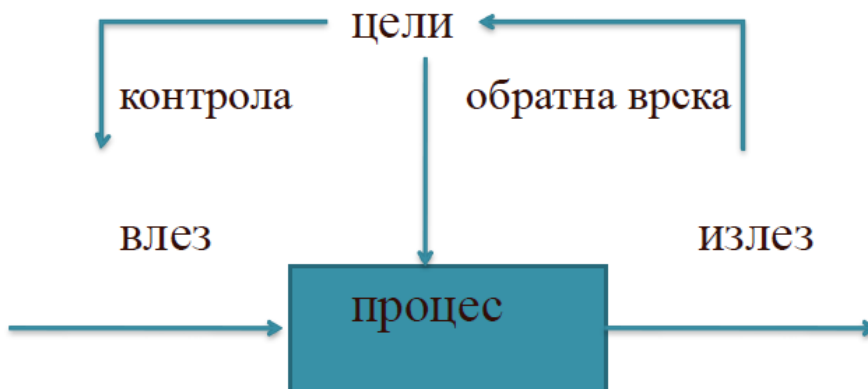 цели
контрола
обратна врска
влез
излез
процес